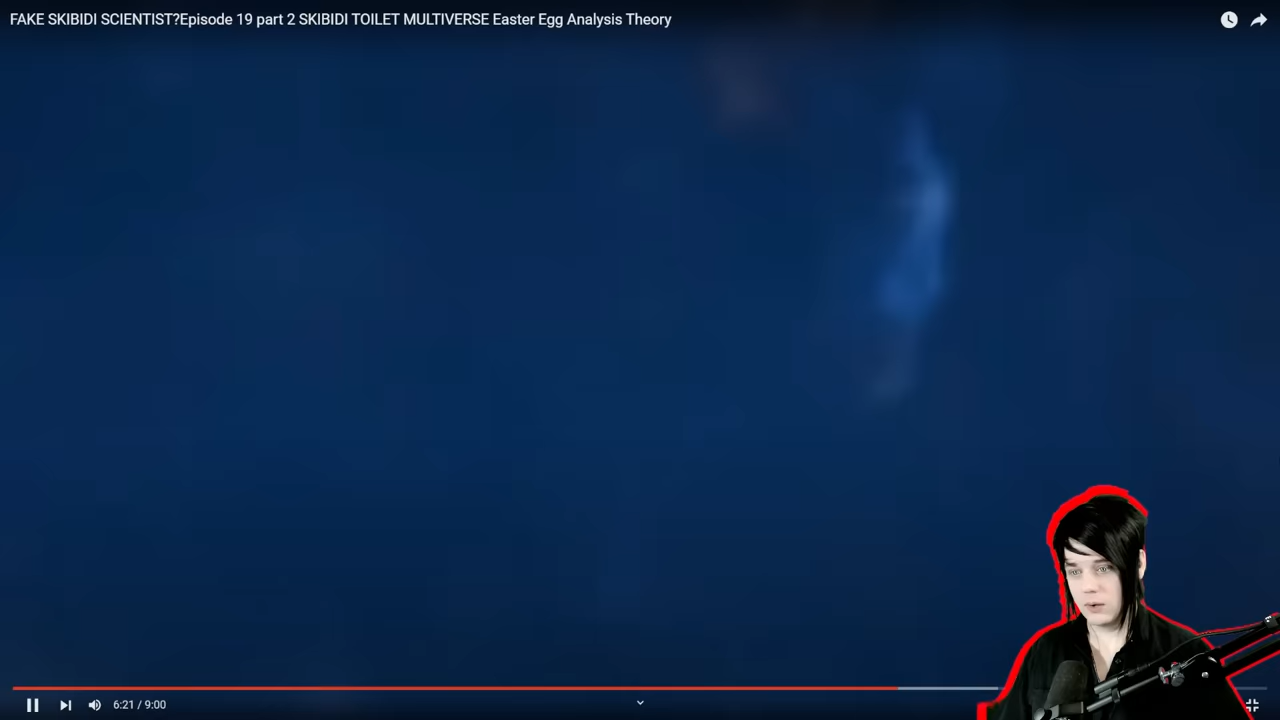 FAKE SKIBIDI SCIENTIST?Episode 19 part 2 SKIBIDI TOILET MULTIVERSE Easter Egg Analysis Theory
6:21 / 9:00